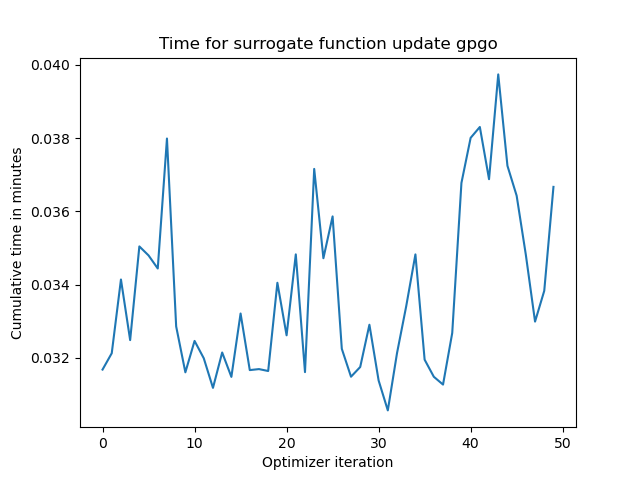 Time for surrogate function update gpgo
Cumulative time in minutes
0.040
0.038
0.036
0.034
0.032
0 10 20 30 40 50
Optimizer iteration